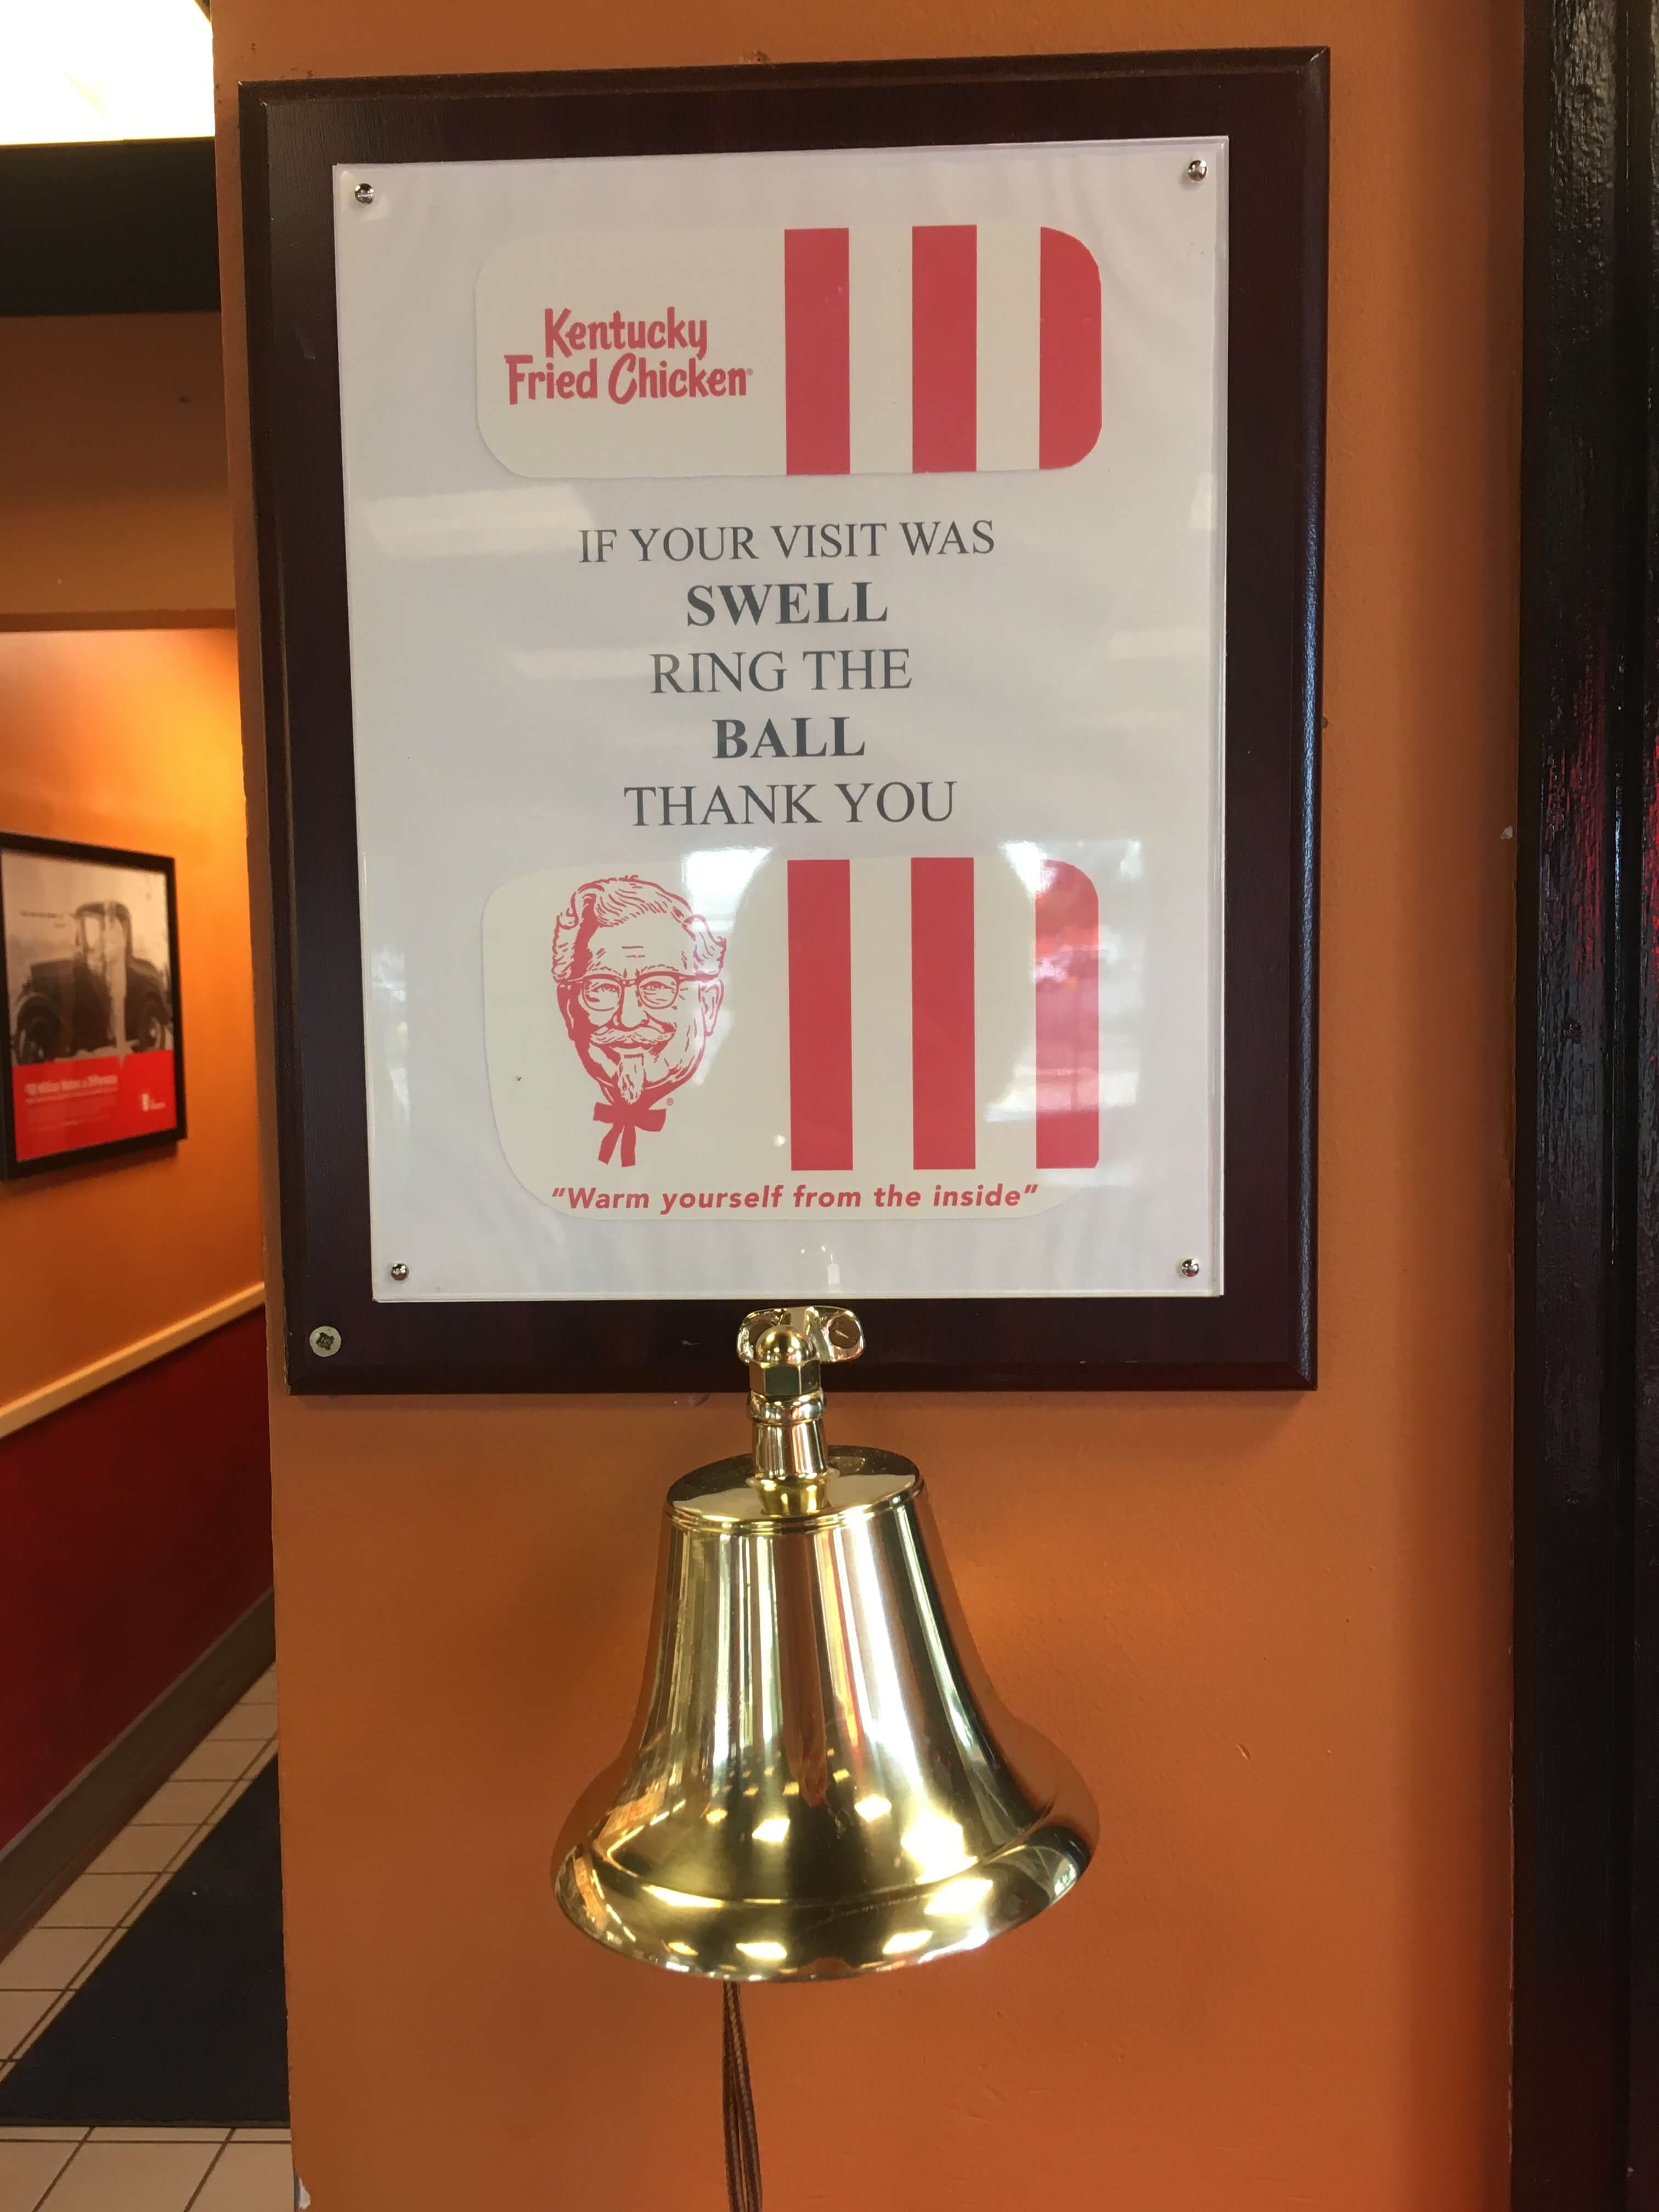 Kentucky
Fried Chicken®
IF YOUR VISIT WAS
SWELL
RING THE
BALL
THANK YOU
®
"Warm yourself from the inside"